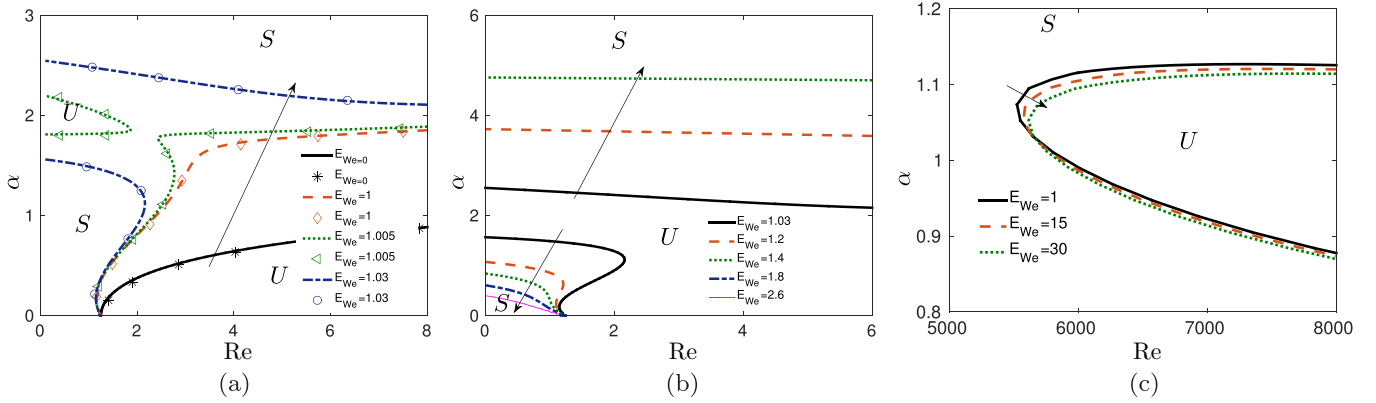 3
2
1
0
α
0
2
4
6
8
Re
S
U
S
U
E_We=0
E_We=0
E_We=1
E_We=1
E_We=1.005
E_We=1.005
E_We=1.03
E_We=1.03
(a)
6
4
2
0
α
0
2
4
6
Re
S
U
S
E_We=1.03
E_We=1.2
E_We=1.4
E_We=1.8
E_We=2.6
(b)
1.2
1.1
1
0.9
0.8
α
5000
6000
7000
8000
Re
S
U
E_We=1
E_We=15
E_We=30
(c)